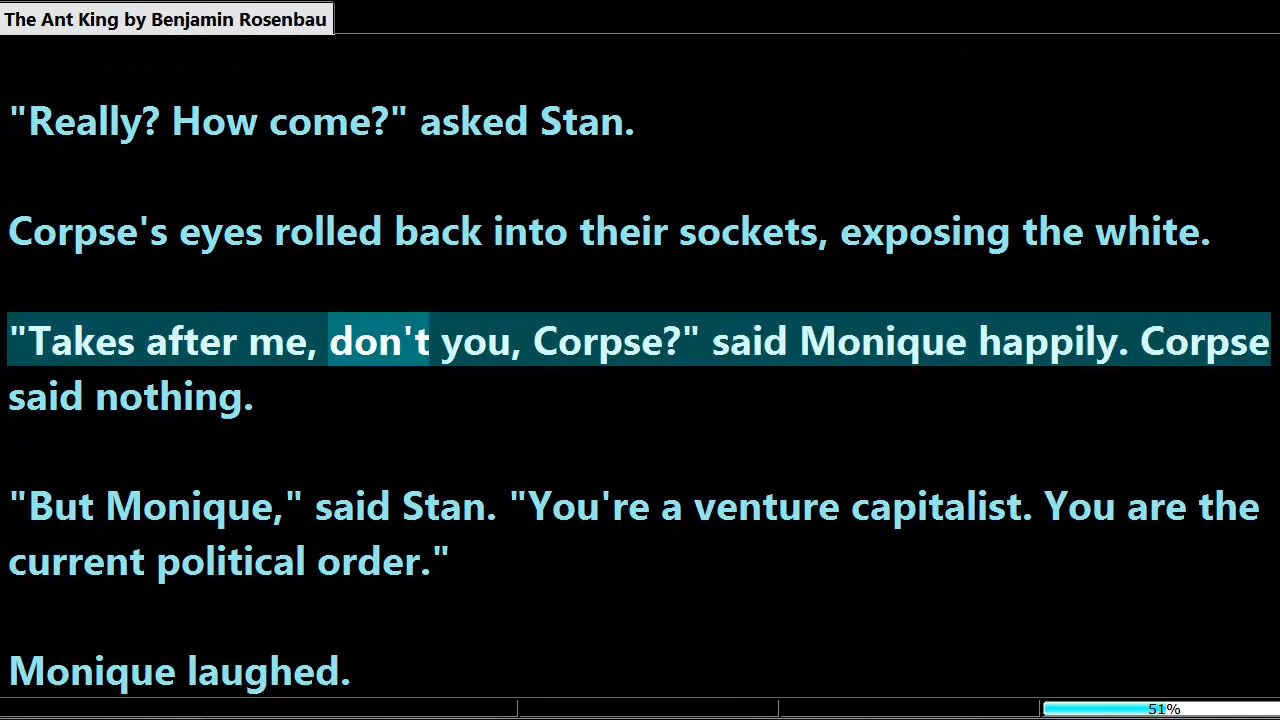 The Ant King by Benjamin Rosenbau
"Really? How come?" asked Stan.
Corpse's eyes rolled back into their sockets, exposing the white.
"Takes after me, don't you, Corpse?" said Monique happily. Corpse
said nothing.
"But Monique," said Stan. "You're a venture capitalist. You are the
current political order."
Monique laughed.
51%